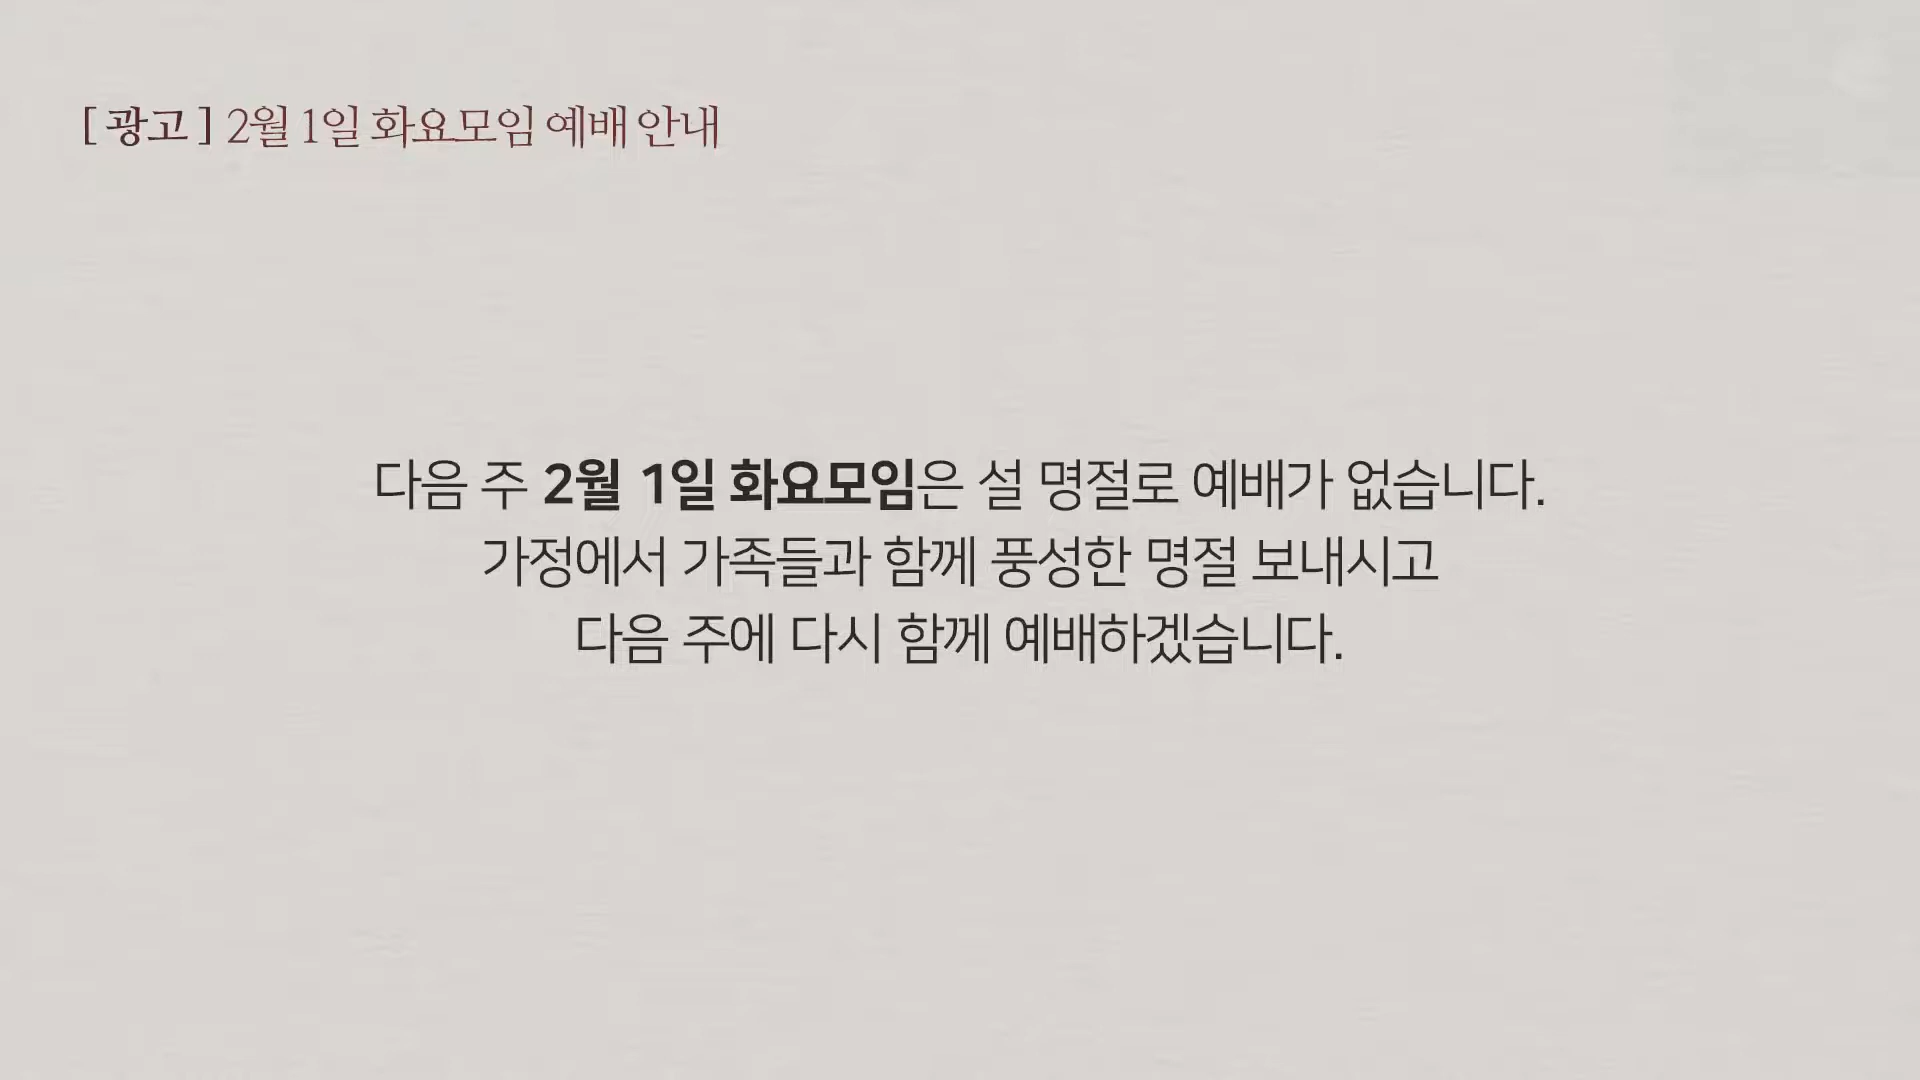 [ 광고 ] 2월 1일 화요모임 예배 안내
다음 주 2월 1일 화요모임은 설 명절로 예배가 없습니다.
가정에서 가족들과 함께 풍성한 명절 보내시고
다음 주에 다시 함께 예배하겠습니다.